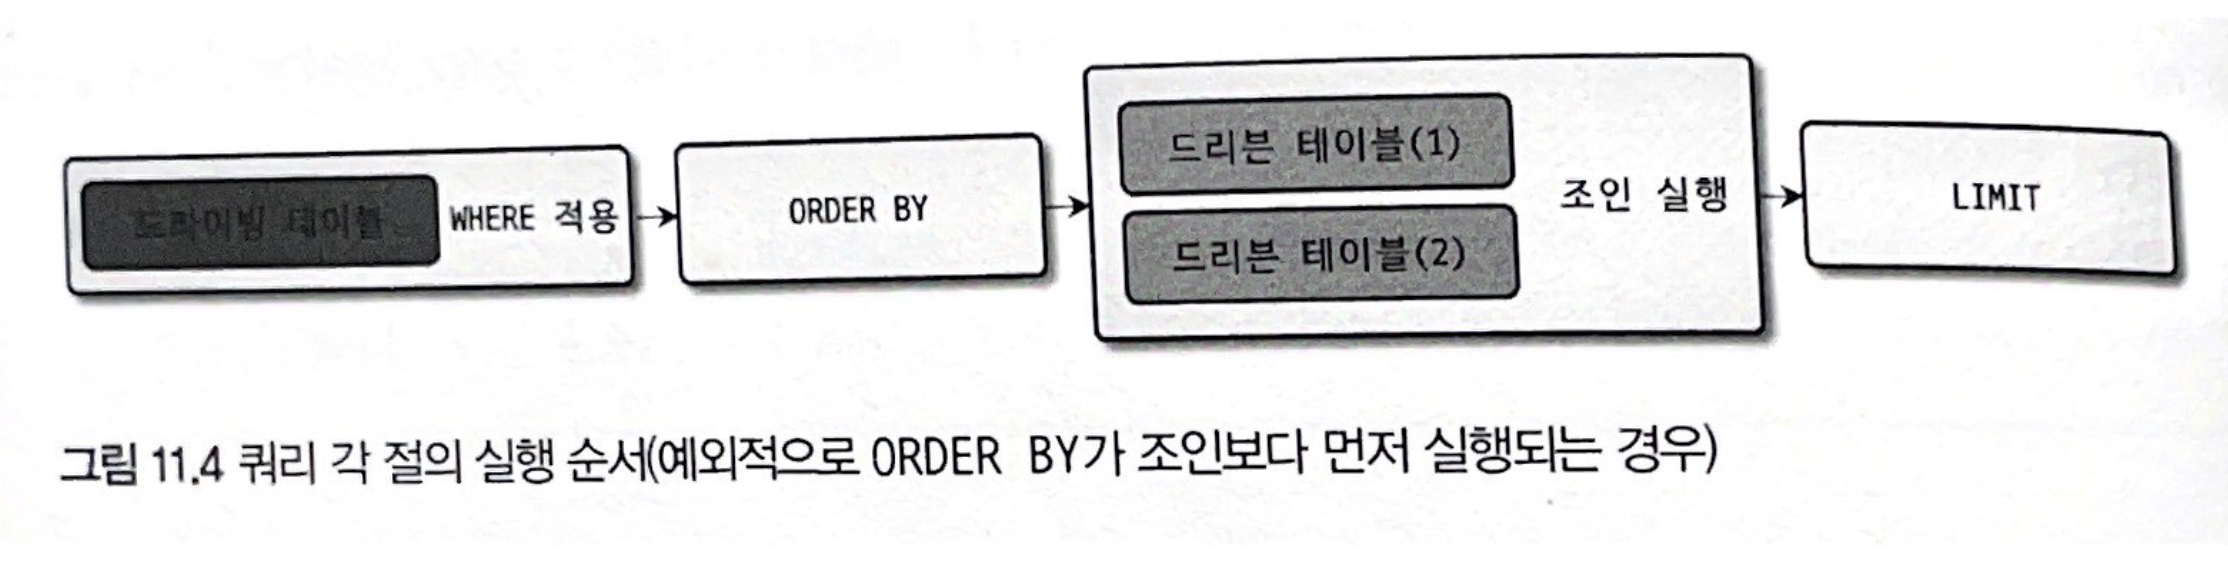 드라이빙 테이블
WHERE 적용
ORDER BY
드리븐 테이블(1)
드리븐 테이블(2)
조인 실행
LIMIT
그림 11.4 쿼리 각 절의 실행 순서(예외적으로 ORDER BY가 조인보다 먼저 실행되는 경우)